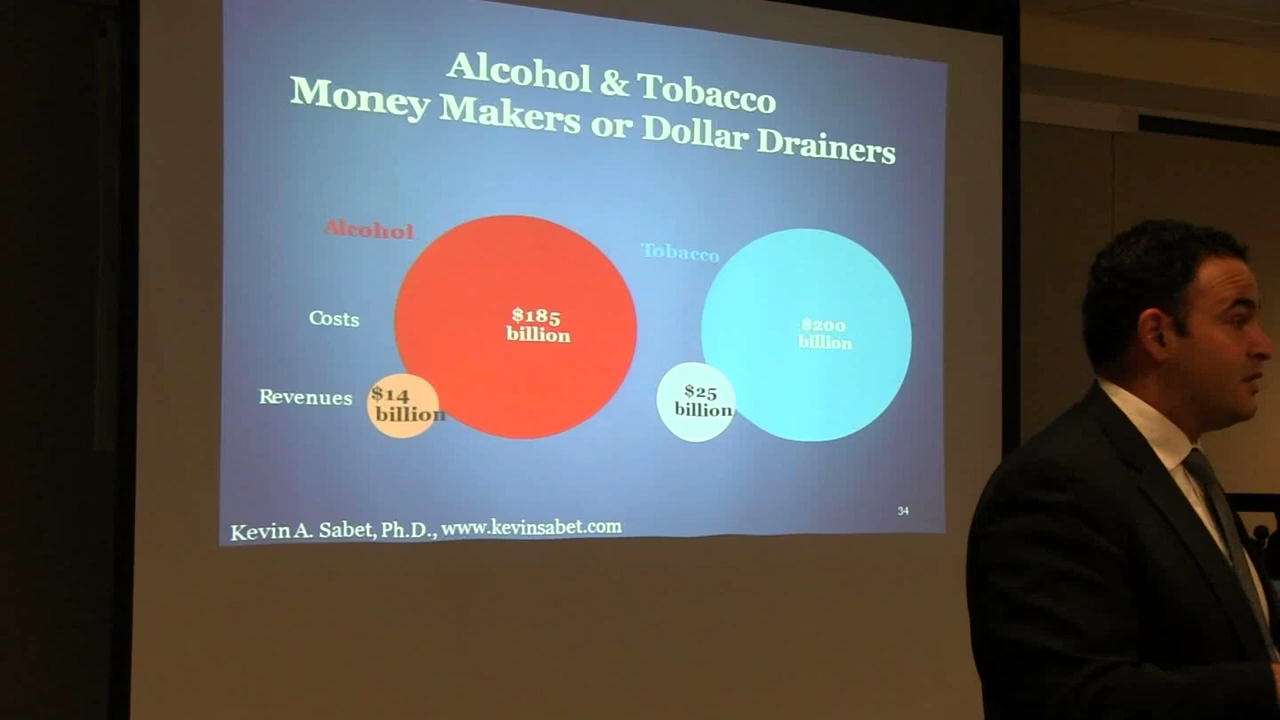 Alcohol & Tobacco
Money Makers or Dollar Drainers
Alcohol
Tobacco
Costs
$185
billion
$200
billion
Revenues
$14
billion
$25
billion
34
Kevin A. Sabet, Ph.D., www.kevinsabet.com